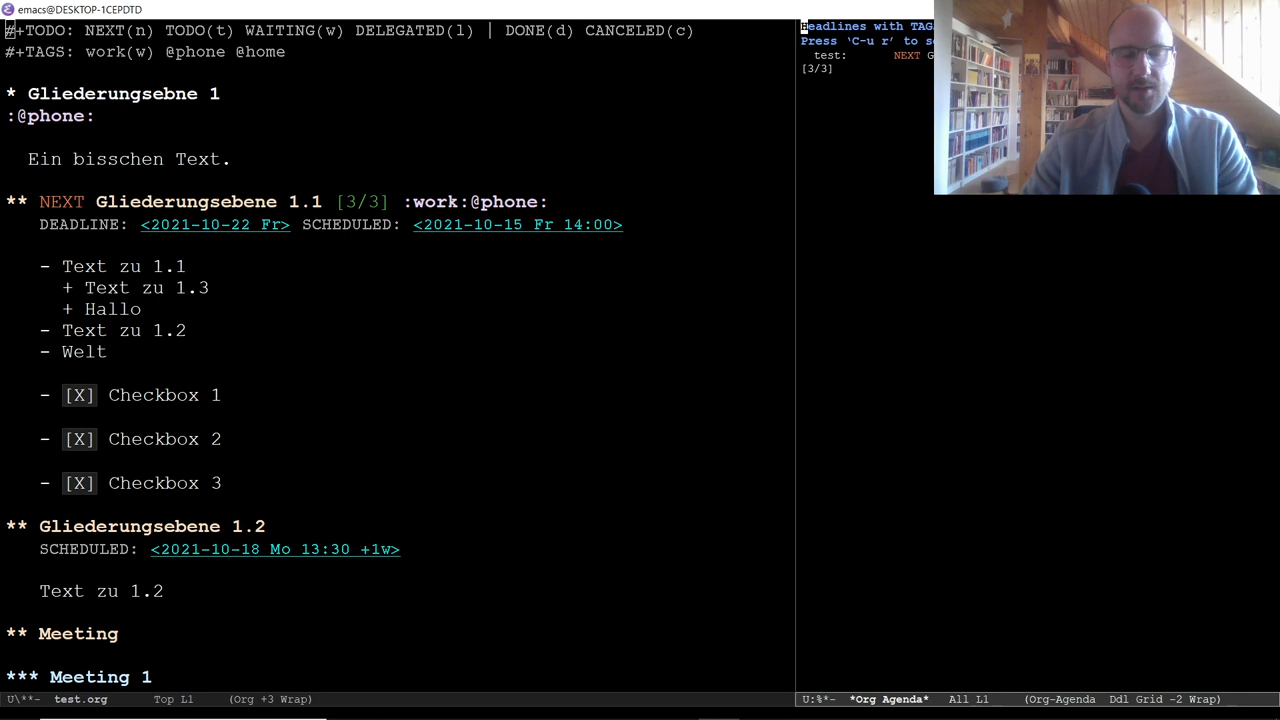 emacs@DESKTOP-1CEPDTD
#+TODO: NEXT(n) TODO(t) WAITING(w) DELEGATED(l) | DONE(d) CANCELED(c)
#+TAGS: work(w) @phone @home
* Gliederungsebne 1
:@phone:
Ein bisschen Text.
** NEXT Gliederungsebene 1.1 [3/3] :work:@phone:
DEADLINE: <2021-10-22 Fr> SCHEDULED: <2021-10-15 Fr 14:00>
- Text zu 1.1
+ Text zu 1.3
+ Hallo
- Text zu 1.2
- Welt
- [X] Checkbox 1
- [X] Checkbox 2
- [X] Checkbox 3
** Gliederungsebene 1.2
SCHEDULED: <2021-10-18 Mo 13:30 +1w>
Text zu 1.2
** Meeting
*** Meeting 1
U\**- test.org Top L1 (Org +3 Wrap)
Headlines with TAG
Press ‘C-u r’ to s
test: NEXT G
[3/3]
U:%*- *Org Agenda* All L1 (Org-Agenda Ddl Grid -2 Wrap)